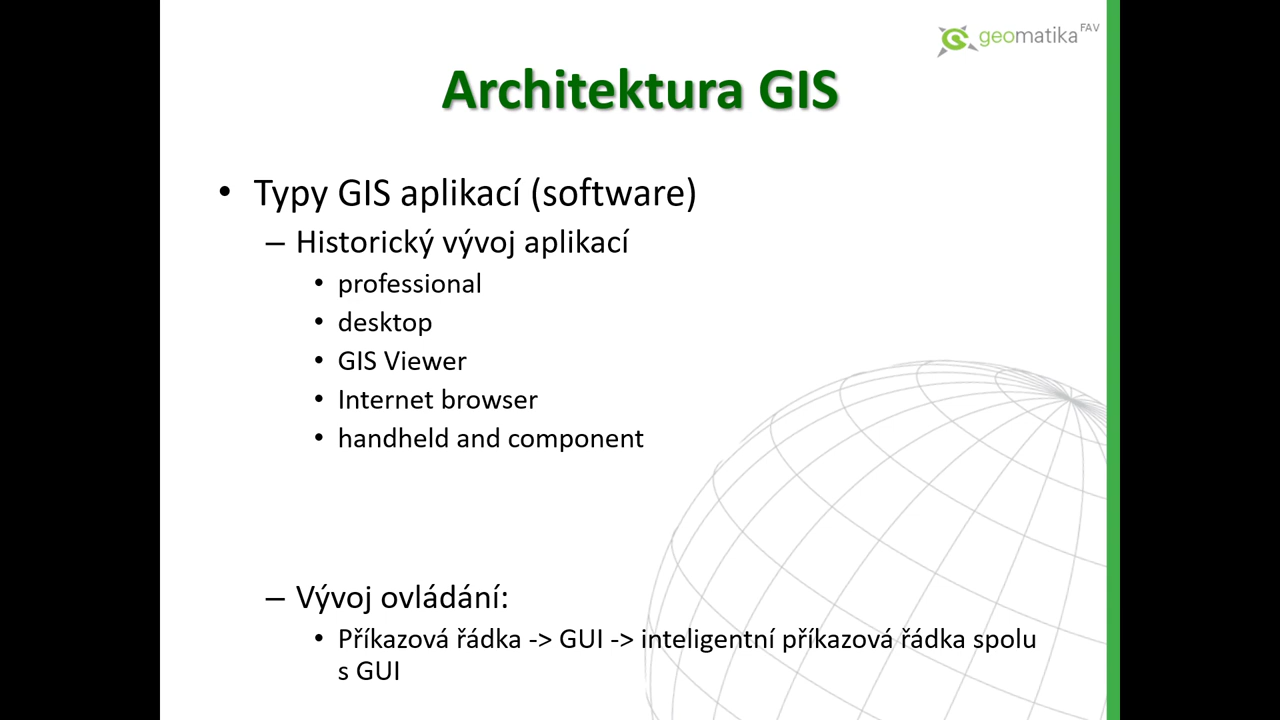 geomatika FAV
Architektura GIS
• Typy GIS aplikací (software)
– Historický vývoj aplikací
• professional
• desktop
• GIS Viewer
• Internet browser
• handheld and component
– Vývoj ovládání:
• Příkazová řádka -> GUI -> inteligentní příkazová řádka spolu
s GUI